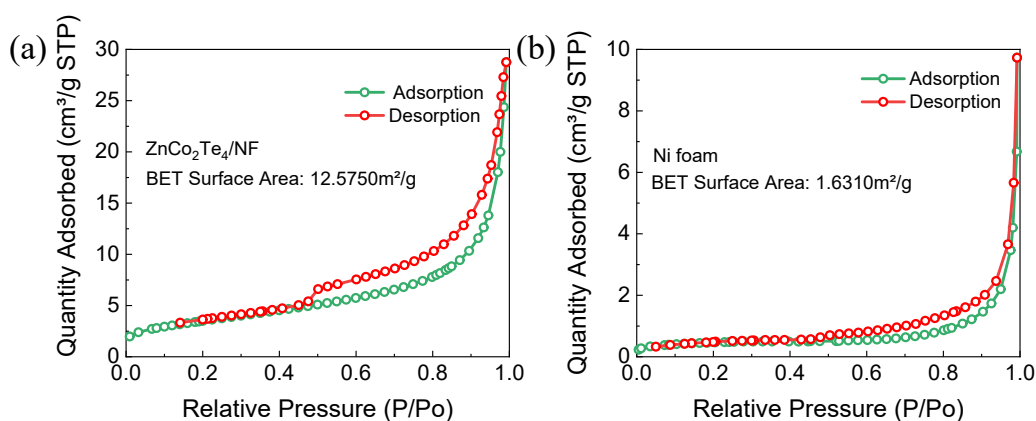 (a)
Quantity Adsorbed (cm³/g STP)
30
25
20
15
10
5
0
Adsorption
Desorption
ZnCo₂Te₄/NF
BET Surface Area: 12.5750m²/g
0.0 0.2 0.4 0.6 0.8 1.0
Relative Pressure (P/Po)
(b)
Quantity Adsorbed (cm³/g STP)
10
8
6
4
2
0
Adsorption
Desorption
Ni foam
BET Surface Area: 1.6310m²/g
0.0 0.2 0.4 0.6 0.8 1.0
Relative Pressure (P/Po)